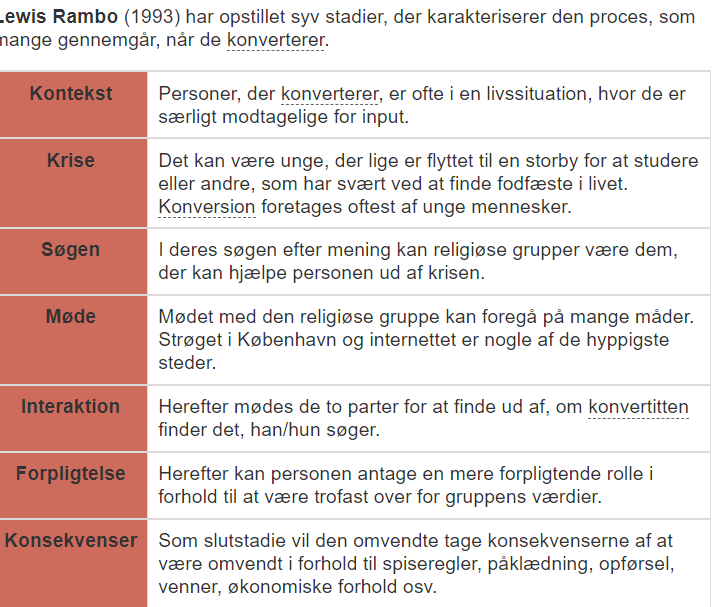 Lewis Rambo (1993) har opstillet syv stadier, der karakteriserer den proces, som
mange gennemgår, når de konverterer.
Kontekst
Personer, der konverterer, er ofte i en livssituation, hvor de er
særligt modtagelige for input.
Krise
Det kan være unge, der lige er flyttet til en storby for at studere
eller andre, som har svært ved at finde fodfæste i livet.
Konversion foretages oftest af unge mennesker.
Søgen
I deres søgen efter mening kan religiøse grupper være dem,
der kan hjælpe personen ud af krisen.
Møde
Mødet med den religiøse gruppe kan foregå på mange måder.
Strøget i København og internettet er nogle af de hyppigste
steder.
Interaktion
Herefter mødes de to parter for at finde ud af, om konvertitten
finder det, han/hun søger.
Forpligtelse
Herefter kan personen antage en mere forpligtende rolle i
forhold til at være trofast over for gruppens værdier.
Konsekvenser
Som slutstadie vil den omvendte tage konsekvenserne af at
være omvendt i forhold til spiseregler, påklædning, opførsel,
venner, økonomiske forhold osv.